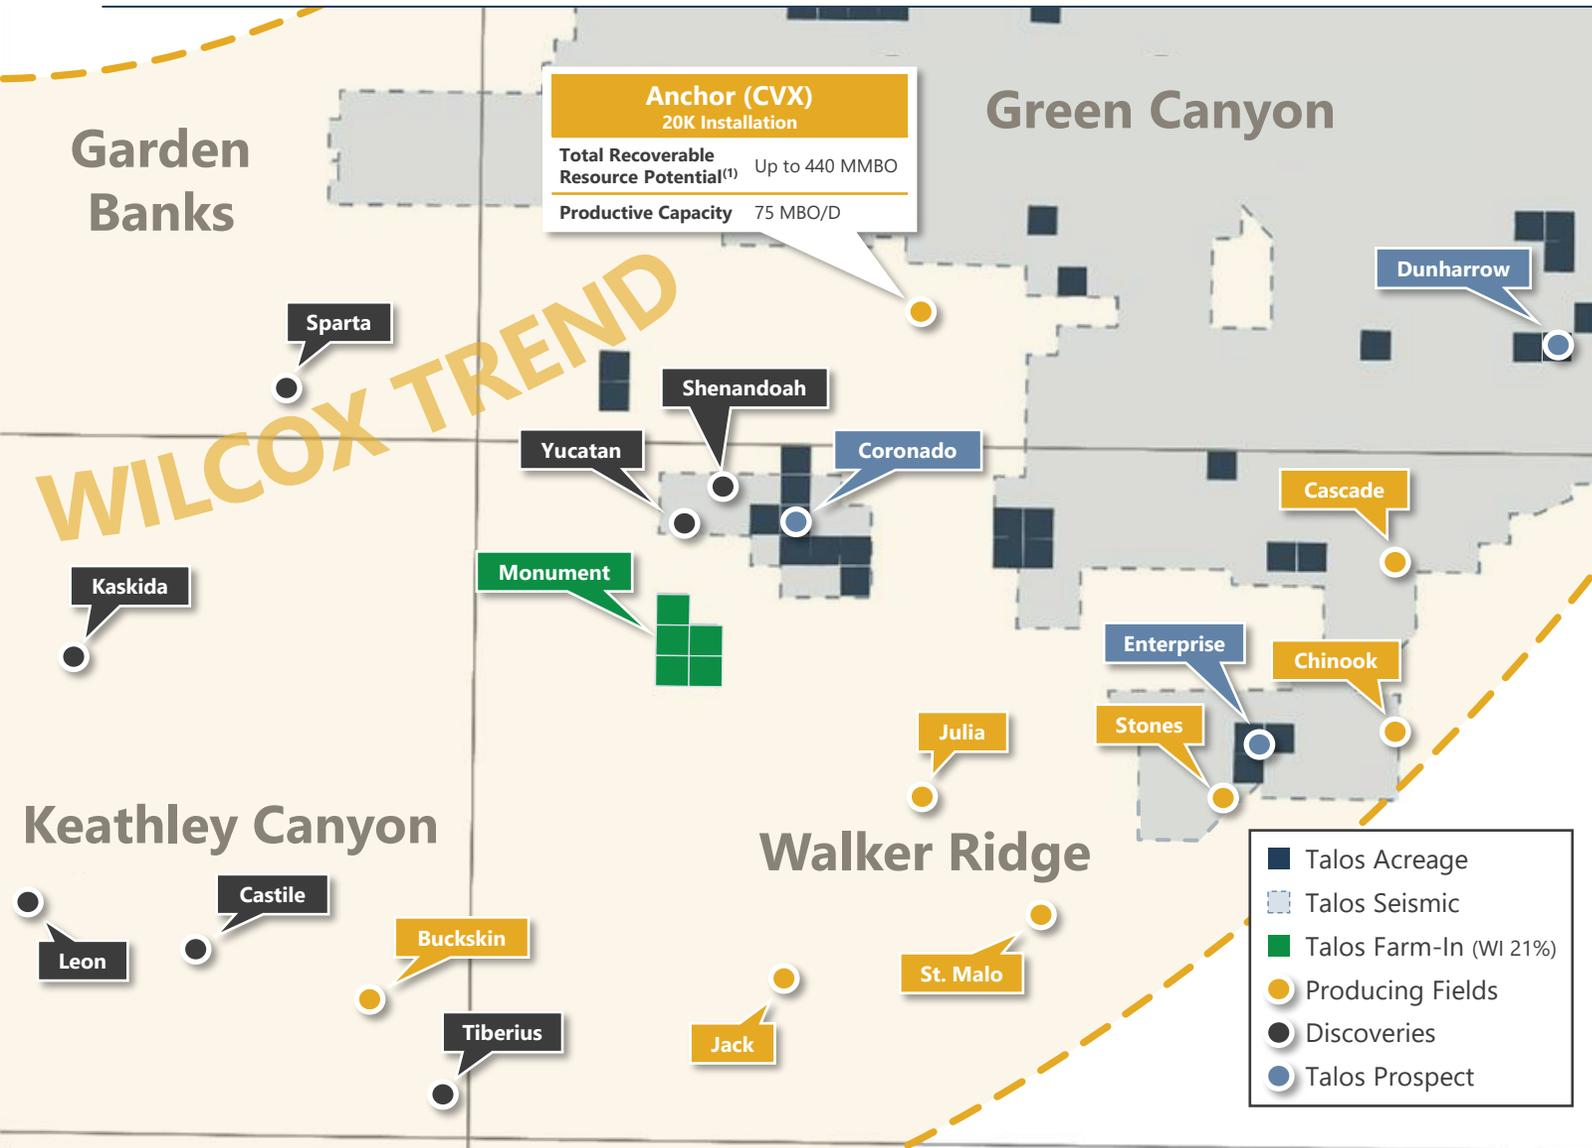 Green Canyon
Garden
Banks
Anchor (CVX)
20K Installation
Total Recoverable
Resource Potential(1) Up to 440 MMBO
Productive Capacity 75 MBO/D
Dunharrow
Sparta
WILCOX TREND
Shenandoah
Yucatan
Coronado
Cascade
Monument
Kaskida
Enterprise
Chinook
Stones
Julia
Keathley Canyon
Walker Ridge
Castile
Leon
Buckskin
St. Malo
Tiberius
Jack
Talos Acreage
Talos Seismic
Talos Farm-In (WI 21%)
Producing Fields
Discoveries
Talos Prospect